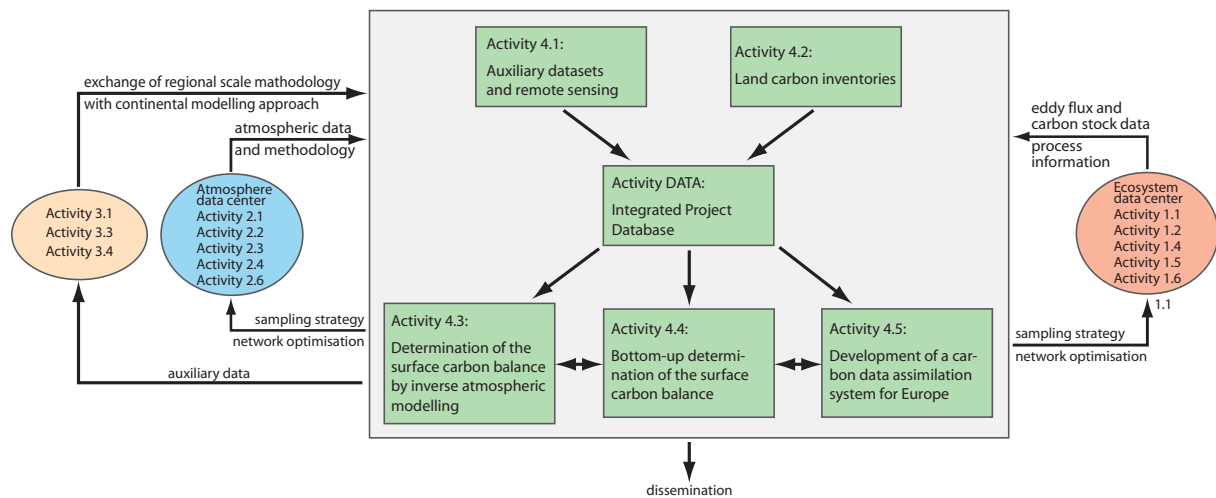 exchange of regional scale mathodology
with continental modelling approach
atmospheric data
and methodology
Activity 3.1
Activity 3.3
Activity 3.4
Atmosphere
data center
Activity 2.1
Activity 2.2
Activity 2.3
Activity 2.4
Activity 2.6
sampling strategy
network optimisation
auxiliary data
Activity 4.1:
Auxiliary datasets
and remote sensing
Activity 4.2:
Land carbon inventories
Activity DATA:
Integrated Project
Database
Activity 4.3:
Determination of the
surface carbon balance
by inverse atmospheric
modelling
Activity 4.4:
Bottom-up determi-
nation of the surface
carbon balance
Activity 4.5:
Development of a car-
bon data assimilation
system for Europe
eddy flux and
carbon stock data
process
information
Ecosystem
data center
Activity 1.1
Activity 1.2
Activity 1.4
Activity 1.5
Activity 1.6
1.1
sampling strategy
network optimisation
dissemination